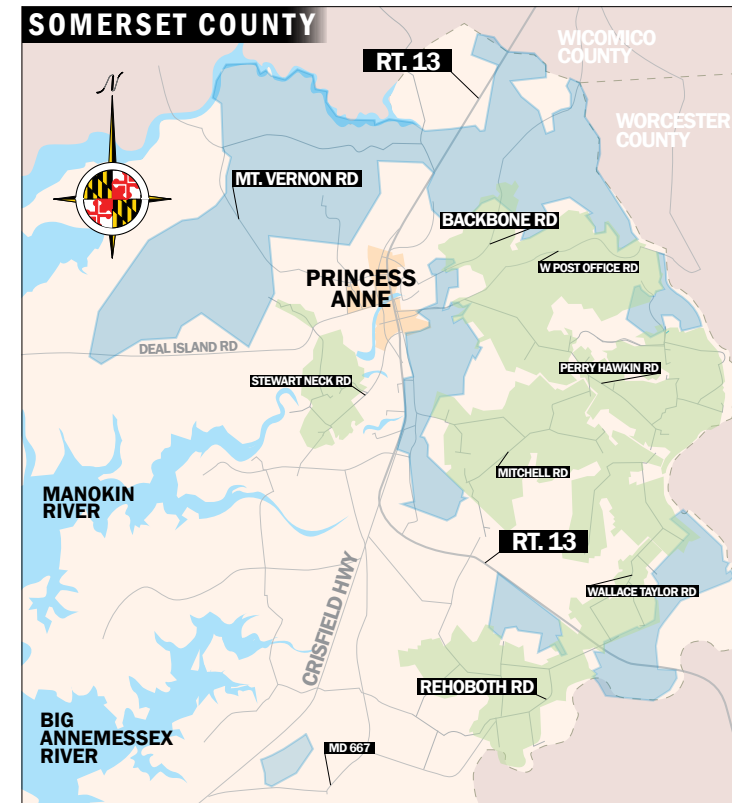 SOMERSET COUNTY
WICOMICO
COUNTY
RT. 13
N
WORCESTER
COUNTY
MT. VERNON RD
BACKBONE RD
W POST OFFICE RD
PRINCESS
ANNE
DEAL ISLAND RD
PERRY HAWKIN RD
STEWART NECK RD
MITCHELL RD
MANOKIN
RIVER
RT. 13
CRISFIELD HWY
WALLACE TAYLOR RD
REHOBOTH RD
BIG
ANNEMESSEX
RIVER
MD 667